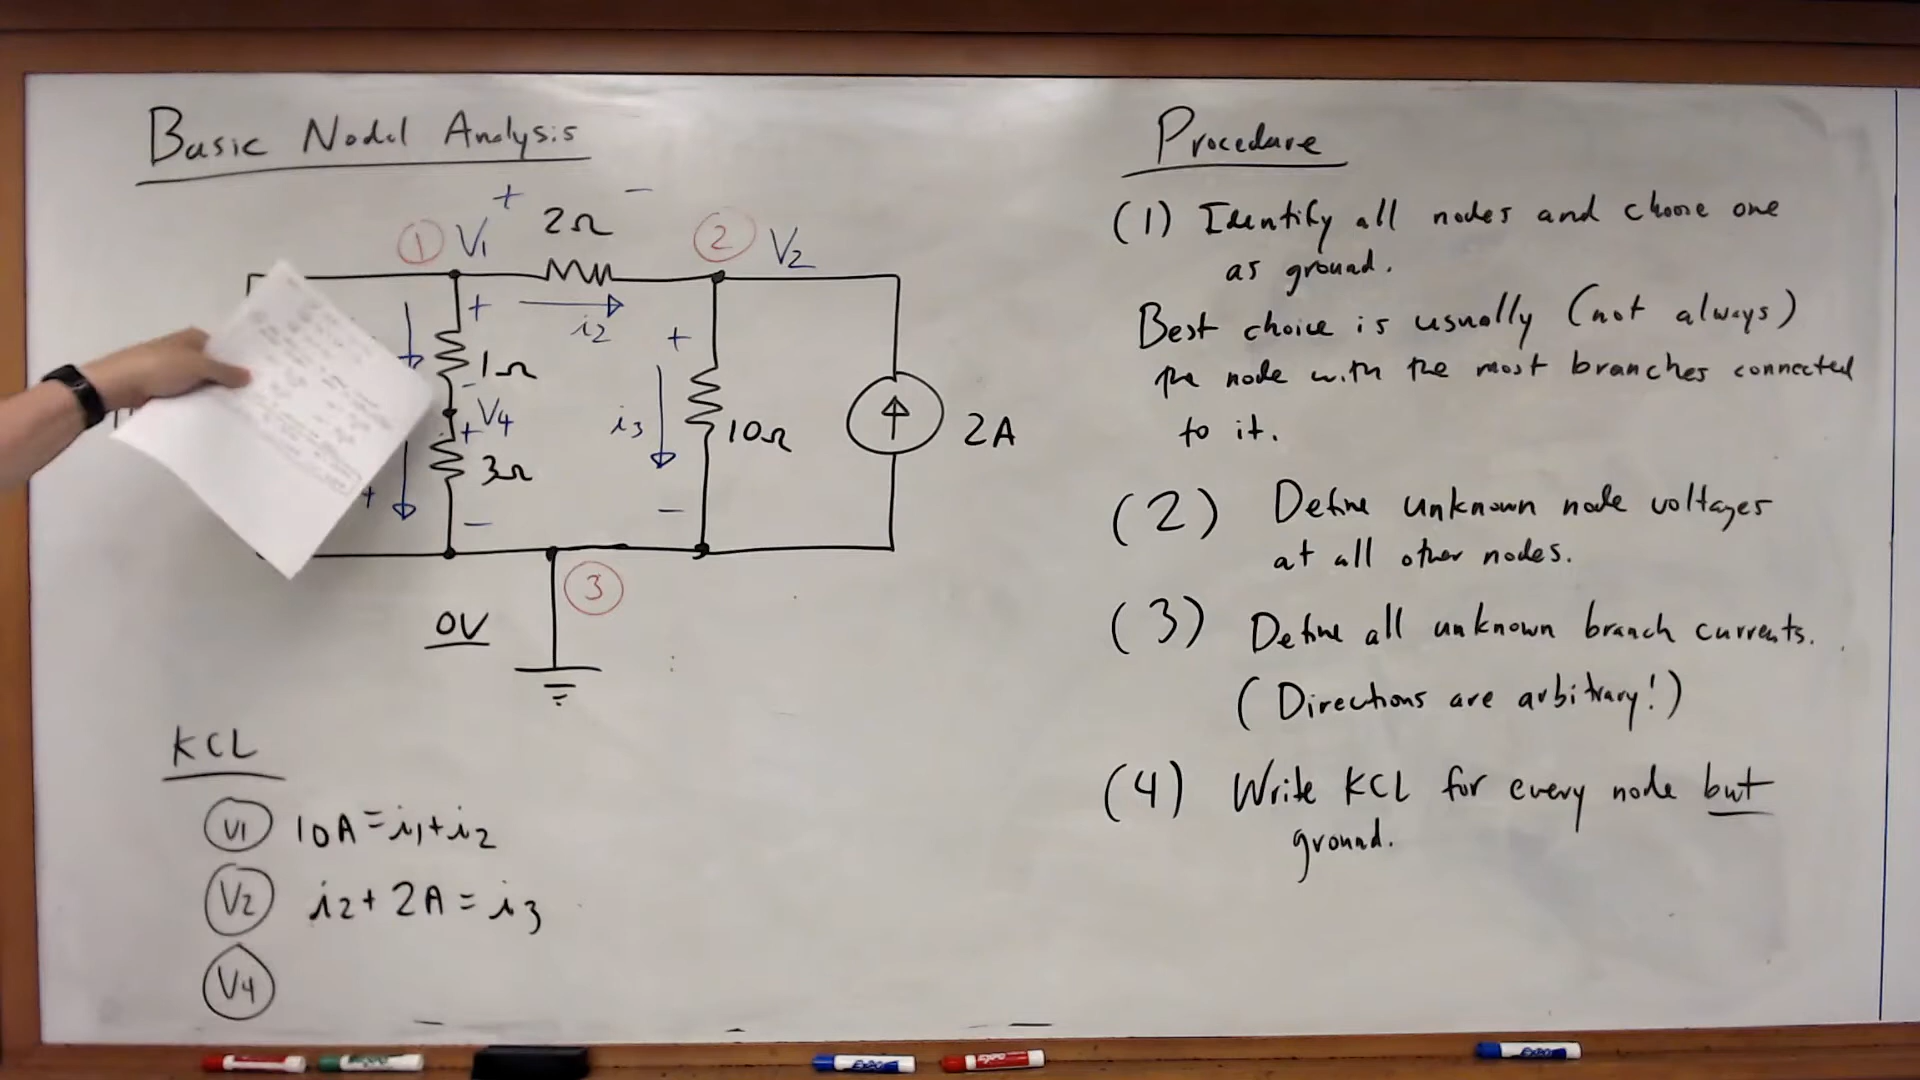 Basic Nodal Analysis
+ -
2Ω
1 V1
2 V2
+
i2
+
1Ω
-
V4
+
i3
10Ω
2A
3Ω
+
-
-
3
0V
KCL
V1 10A = i1 + i2
V2 i2 + 2A = i3
V4
Procedure
(1) Identify all nodes and choose one
as ground.
Best choice is usually (not always)
the node with the most branches connected
to it.
(2) Define unknown node voltages
at all other nodes.
(3) Define all unknown branch currents.
(Directions are arbitrary!)
(4) Write KCL for every node but
ground.
EXPO
EXPO